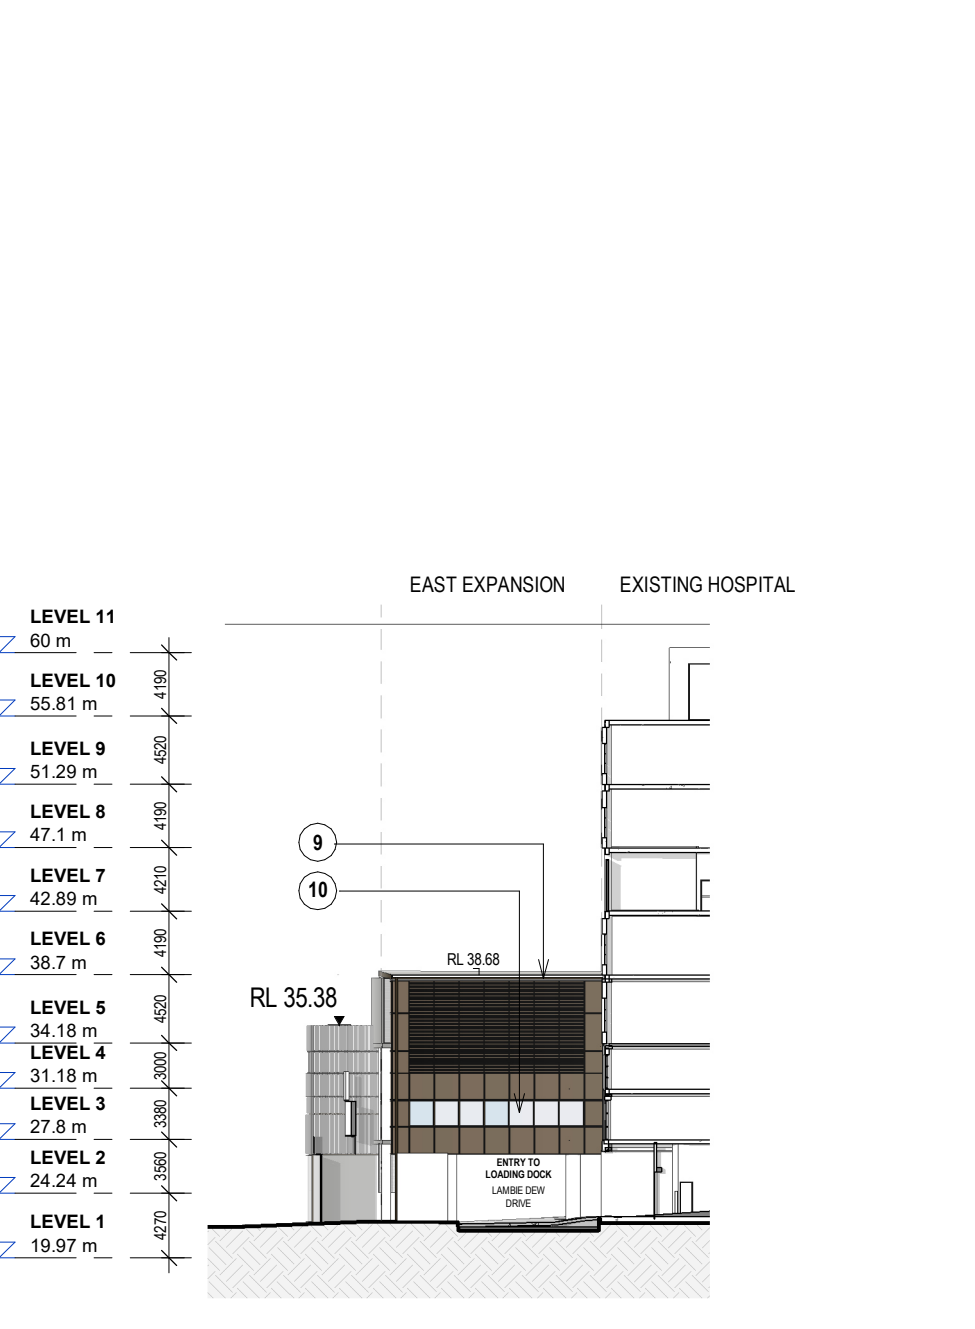 EAST EXPANSION EXISTING HOSPITAL
LEVEL 11
60 m
4190
LEVEL 10
55.81 m
4520
LEVEL 9
51.29 m
4190
LEVEL 8
47.1 m
9
4210
LEVEL 7
42.89 m
10
4190
LEVEL 6
38.7 m
RL 38.68
4520
RL 35.38
LEVEL 5
34.18 m
LEVEL 4
31.18 m
3000
LEVEL 3
27.8 m
3380
LEVEL 2
24.24 m
3560
ENTRY TO
LOADING DOCK
LAMBIE DEW
DRIVE
LEVEL 1
19.97 m
4270